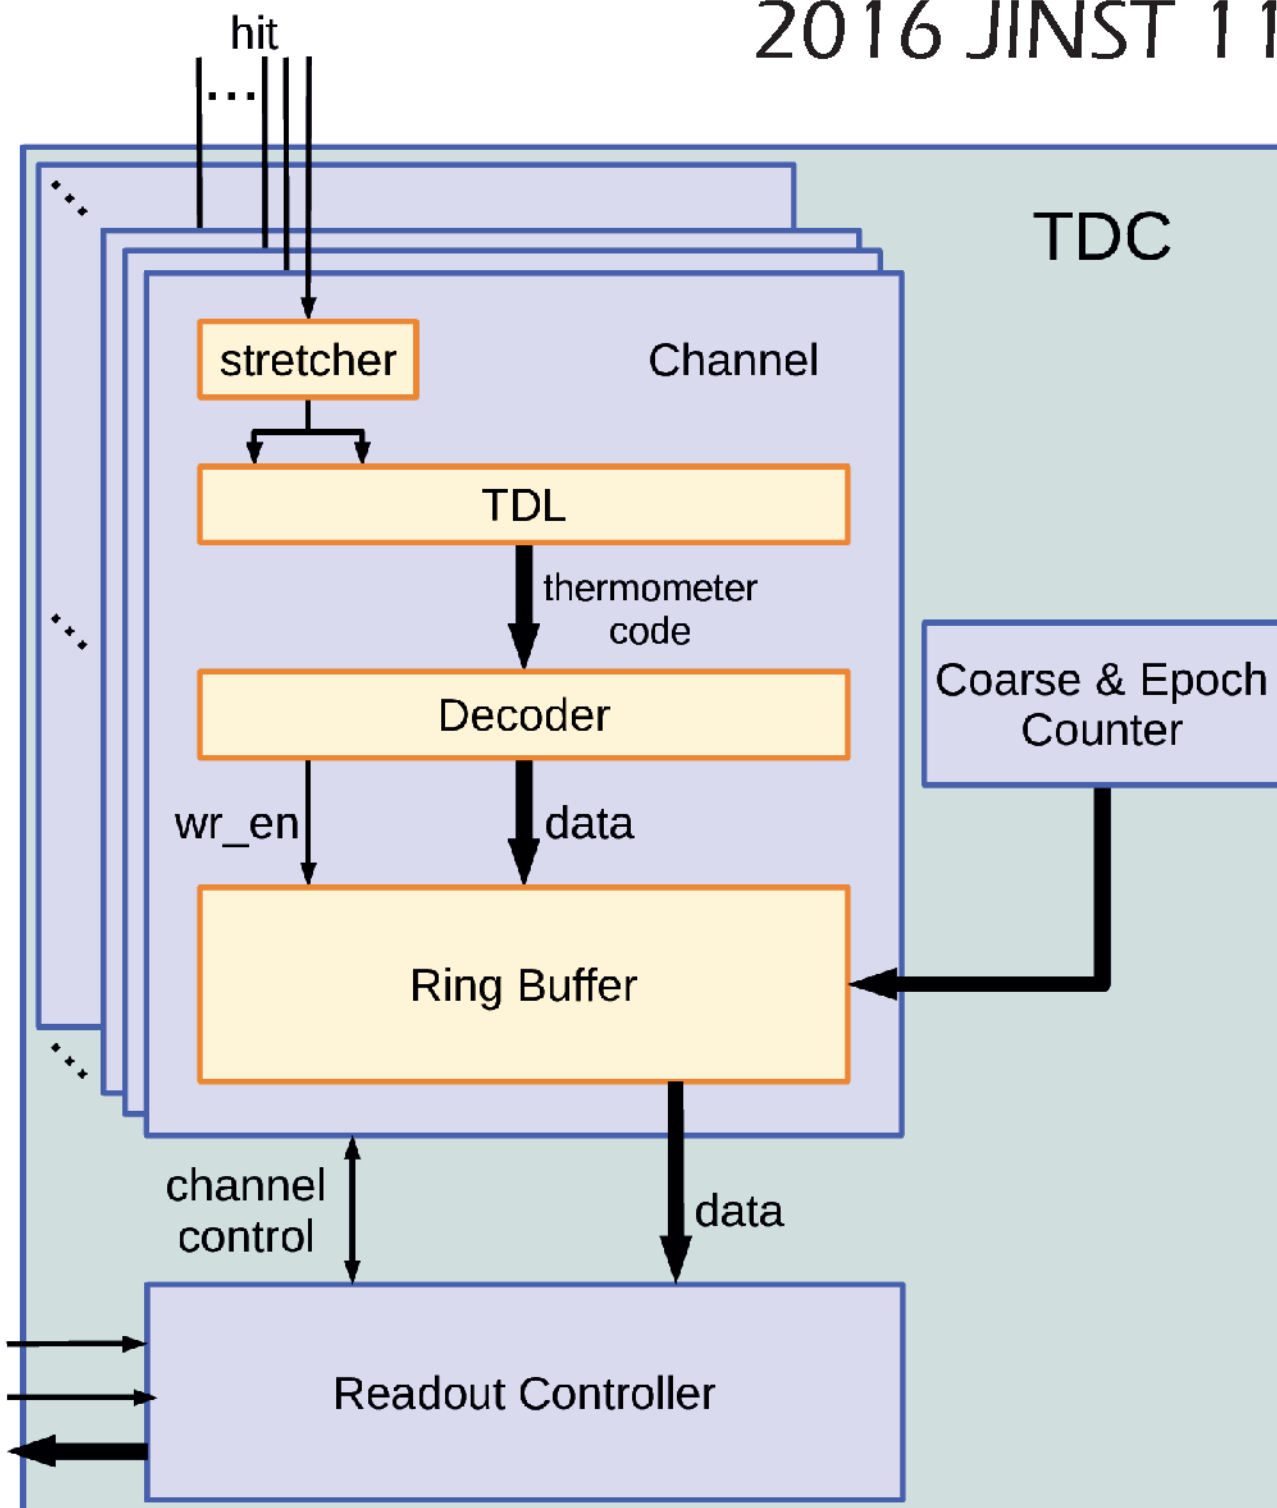 2016 JINST 11
hit
...
TDC
stretcher
Channel
TDL
thermometer
code
Coarse & Epoch
Counter
Decoder
wr_en
data
Ring Buffer
channel
control
data
Readout Controller